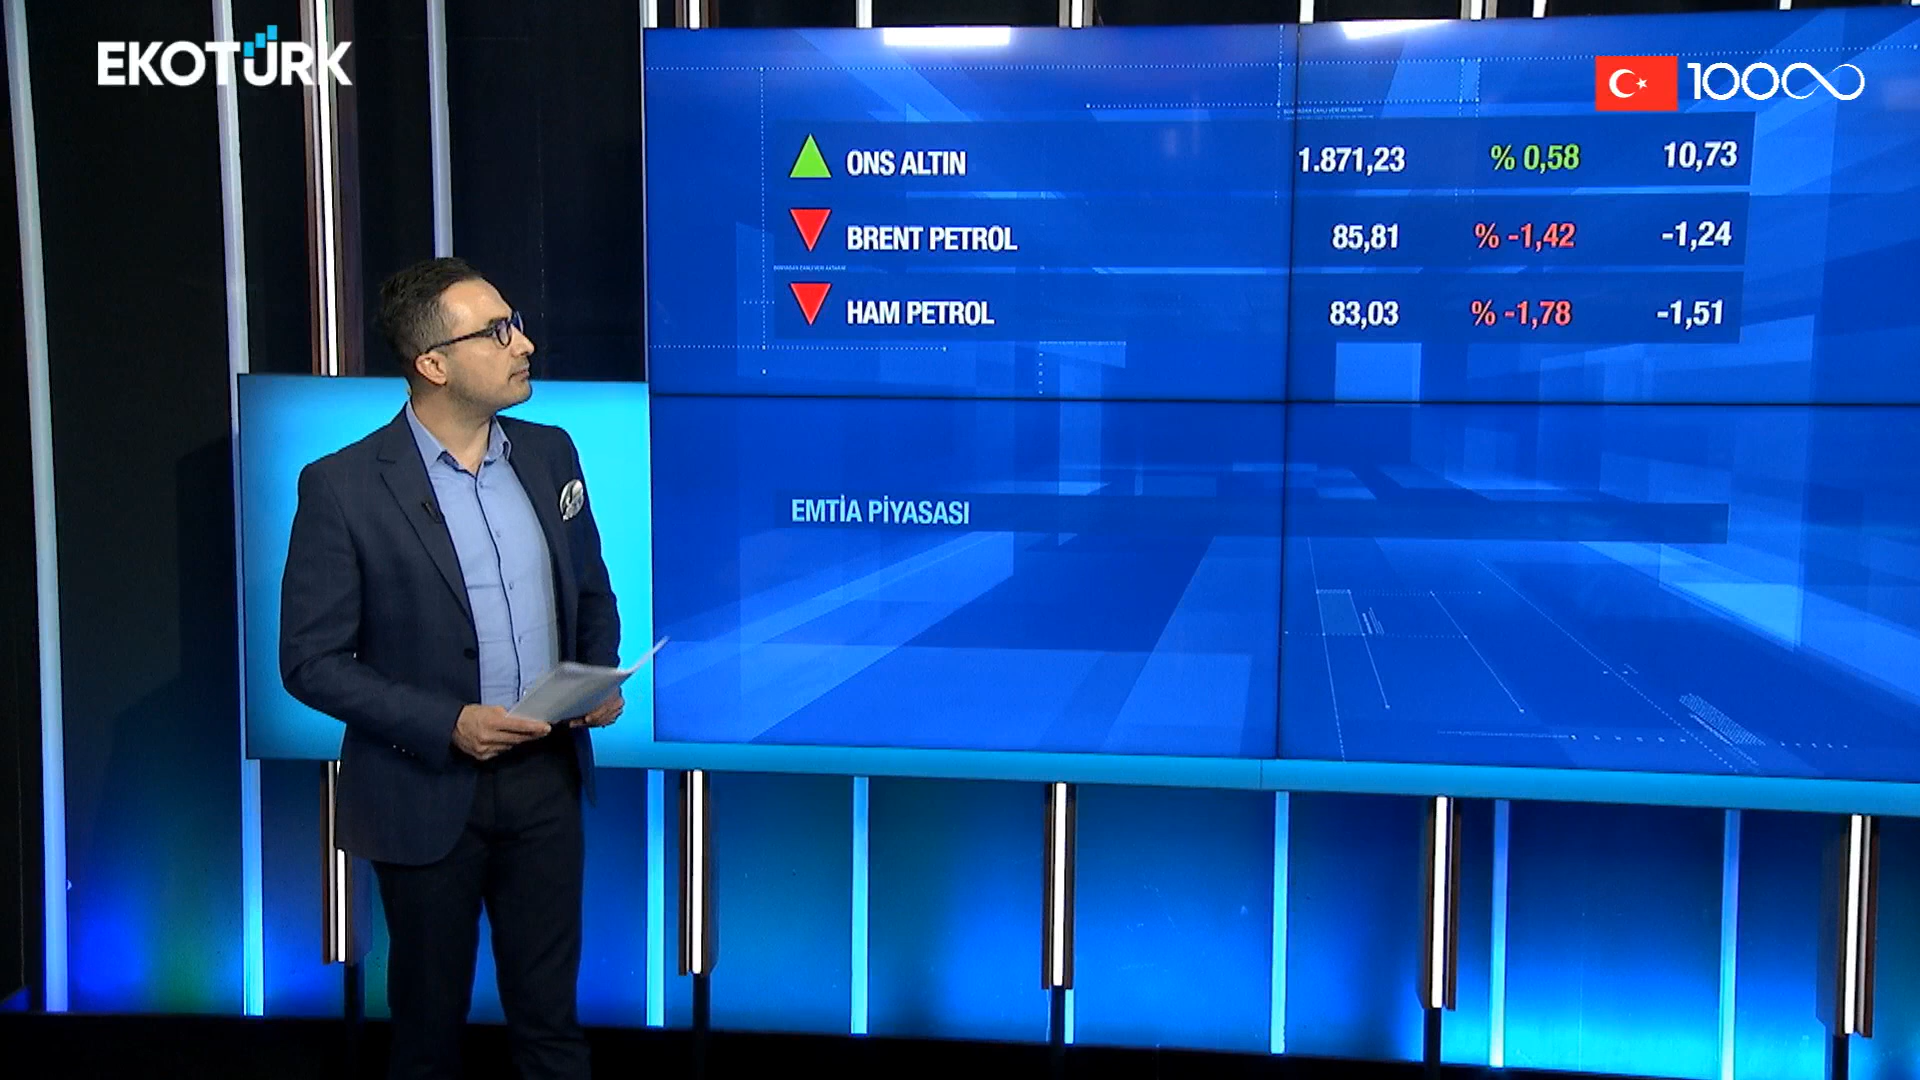 EKOTÜRK
100
ONS ALTIN 1.871,23 % 0,58 10,73
BRENT PETROL 85,81 % -1,42 -1,24
HAM PETROL 83,03 % -1,78 -1,51
EMTİA PİYASASI